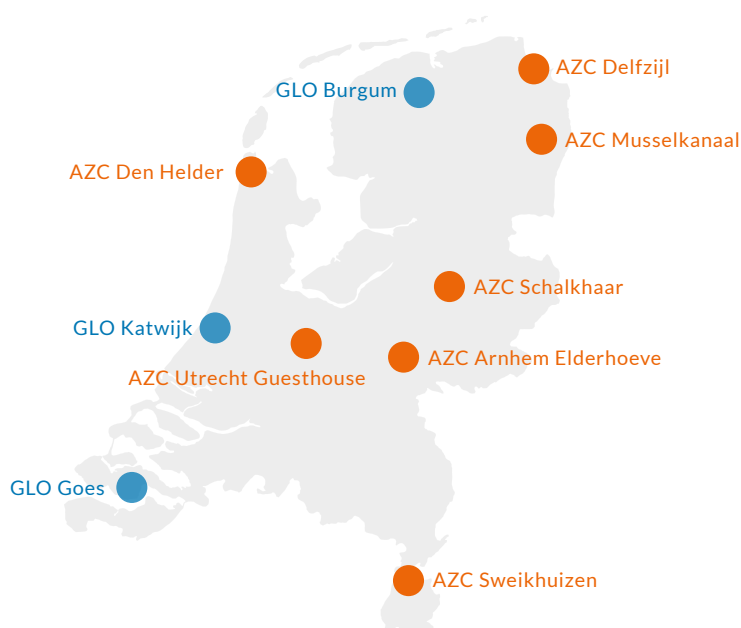 AZC Delfzijl
GLO Burgum
AZC Musselkanaal
AZC Den Helder
AZC Schalkhaar
GLO Katwijk
AZC Arnhem Elderhoeve
AZC Utrecht Guesthouse
GLO Goes
AZC Sweikhuizen